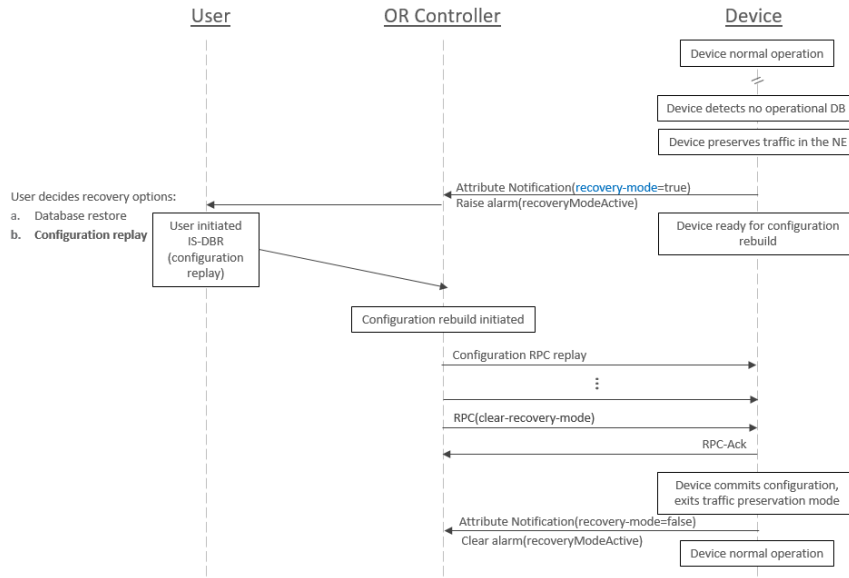 User
OR Controller
Device
Device normal operation
Device detects no operational DB
Device preserves traffic in the NE
Attribute Notification(recovery-mode=true)
Raise alarm(recoveryModeActive)
User decides recovery options:
a. Database restore
b. Configuration replay
User initiated
IS-DBR
(configuration
replay)
Device ready for configuration
rebuild
Configuration rebuild initiated
Configuration RPC replay
RPC(clear-recovery-mode)
RPC-Ack
Device commits configuration,
exits traffic preservation mode
Attribute Notification(recovery-mode=false)
Clear alarm(recoveryModeActive)
Device normal operation